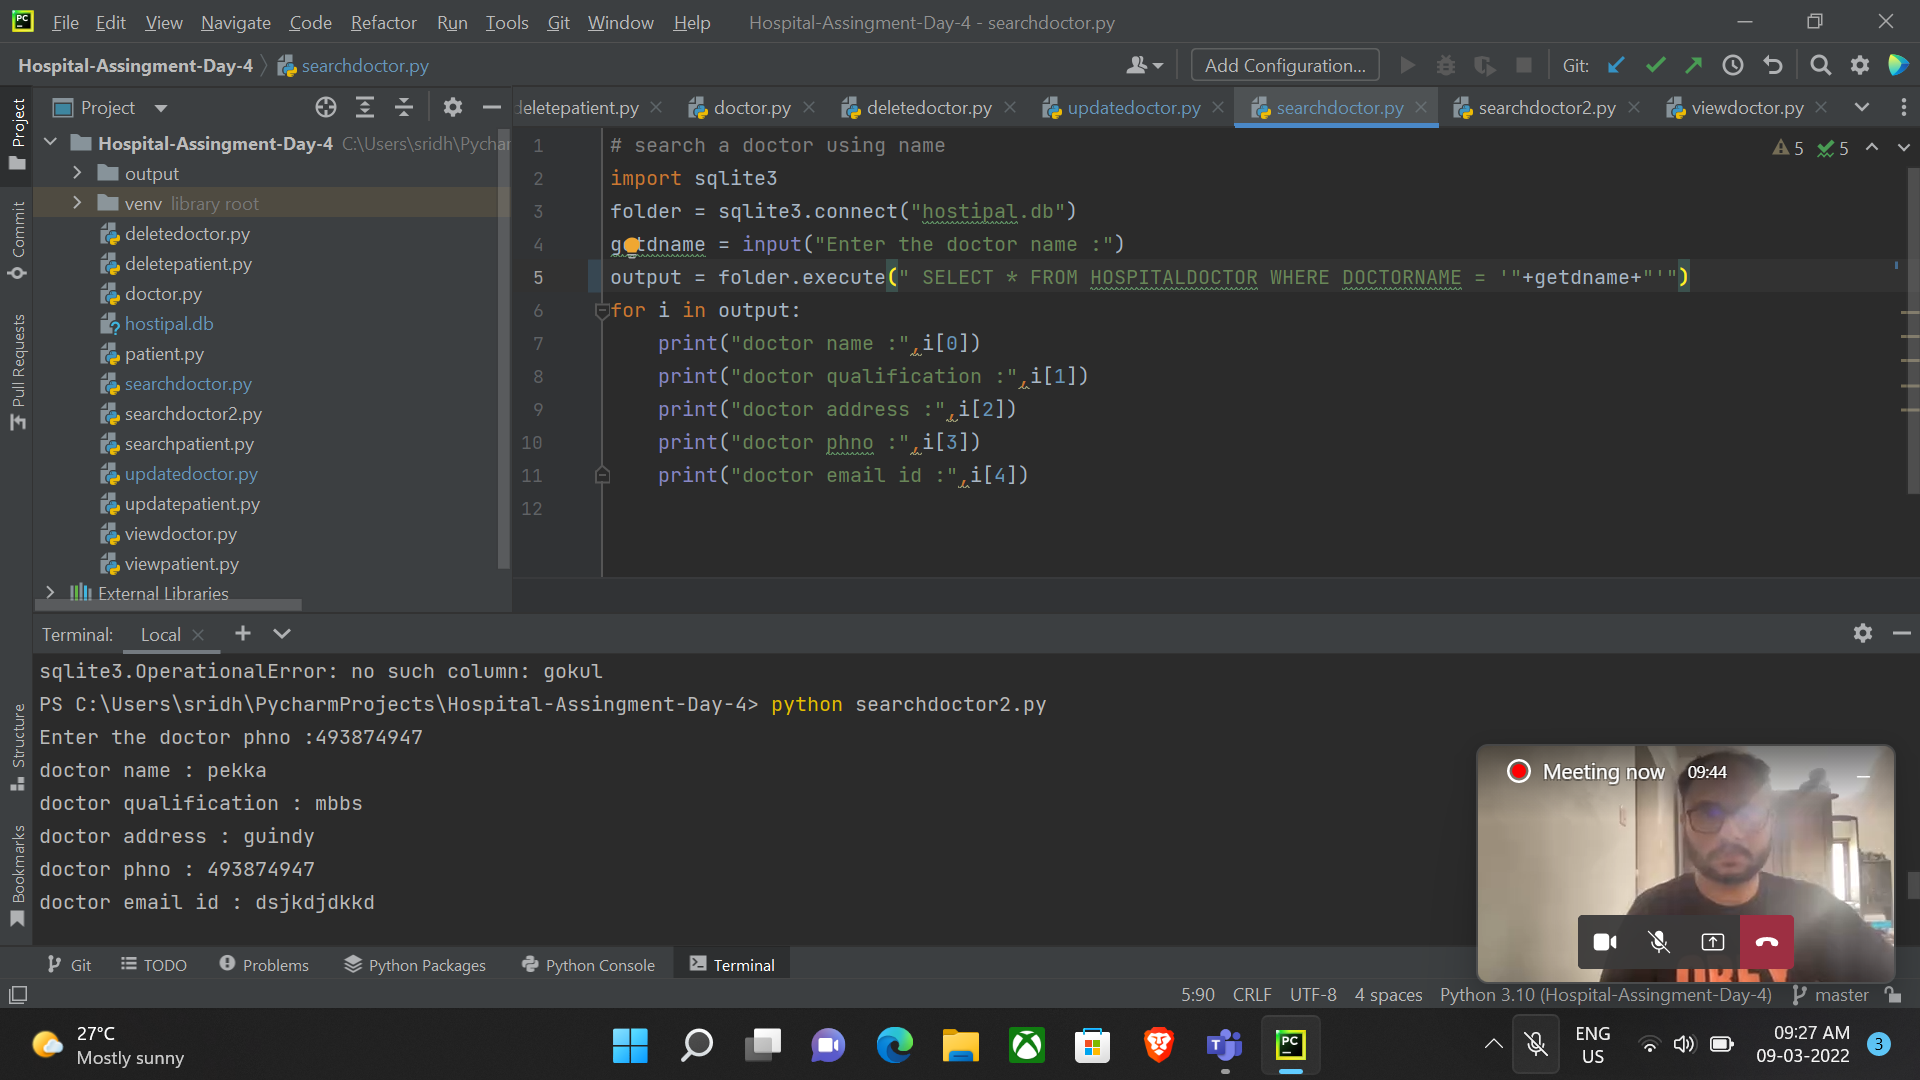 File Edit View Navigate Code Refactor Run Tools Git Window Help Hospital-Assingment-Day-4 - searchdoctor.py
Hospital-Assingment-Day-4 searchdoctor.py Add Configuration... Git:
Project eletepatient.py doctor.py deletedoctor.py updatedoctor.py searchdoctor.py searchdoctor2.py viewdoctor.py
Hospital-Assingment-Day-4 C:\Users\sridh\Pychar
output
venv library root
deletedoctor.py
deletepatient.py
doctor.py
hostipal.db
patient.py
searchdoctor.py
searchdoctor2.py
searchpatient.py
updatedoctor.py
updatepatient.py
viewdoctor.py
viewpatient.py
External Libraries
Project
Commit
Pull Requests
Structure
Bookmarks
5 5
1 # search a doctor using name
2 import sqlite3
3 folder = sqlite3.connect("hostipal.db")
4 getdname = input("Enter the doctor name :")
5 output = folder.execute(" SELECT * FROM HOSPITALDOCTOR WHERE DOCTORNAME = '"+getdname+"'")
6 for i in output:
7 print("doctor name :",i[0])
8 print("doctor qualification :",i[1])
9 print("doctor address :",i[2])
10 print("doctor phno :",i[3])
11 print("doctor email id :",i[4])
12
Terminal: Local
sqlite3.OperationalError: no such column: gokul
PS C:\Users\sridh\PycharmProjects\Hospital-Assingment-Day-4> python searchdoctor2.py
Enter the doctor phno :493874947
doctor name : pekka
doctor qualification : mbbs
doctor address : guindy
doctor phno : 493874947
doctor email id : dsjkdjdkkd
Meeting now 09:44
Git TODO Problems Python Packages Python Console Terminal
5:90 CRLF UTF-8 4 spaces Python 3.10 (Hospital-Assingment-Day-4) master
27°C
Mostly sunny
PC
ENG
US
09:27 AM
09-03-2022
3